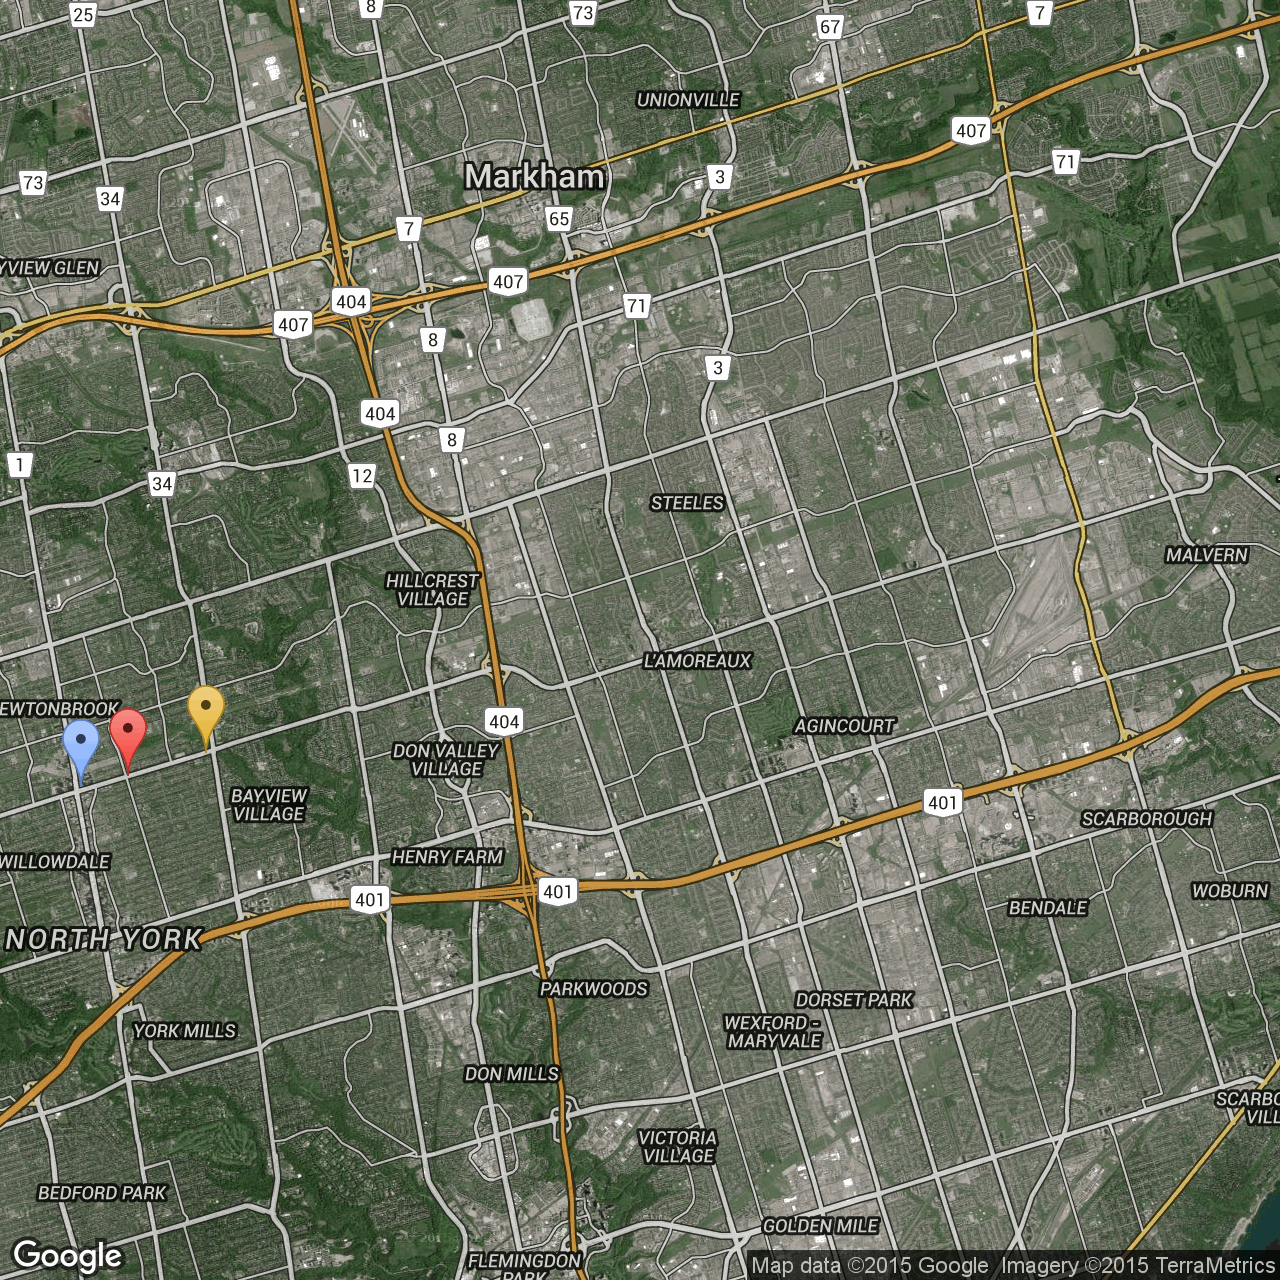 25
8
73
67
7
UNIONVILLE
407
71
73
34
Markham
3
65
7
YVIEW GLEN
407
404
71
407
8
3
404
8
1
34
12
STEELES
MALVERN
HILLCREST
VILLAGE
L'AMOREAUX
EWTONBROOK
404
AGINCOURT
DON VALLEY
VILLAGE
BAYVIEW
VILLAGE
401
SCARBOROUGH
WILLOWDALE
HENRY FARM
401
401
WOBURN
BENDALE
NORTH YORK
PARKWOODS
DORSET PARK
YORK MILLS
WEXFORD -
MARYVALE
DON MILLS
SCARBO
VILL
VICTORIA
VILLAGE
BEDFORD PARK
GOLDEN MILE
FLEMINGDON
PARK
Google
Map data ©2015 Google Imagery ©2015 TerraMetrics